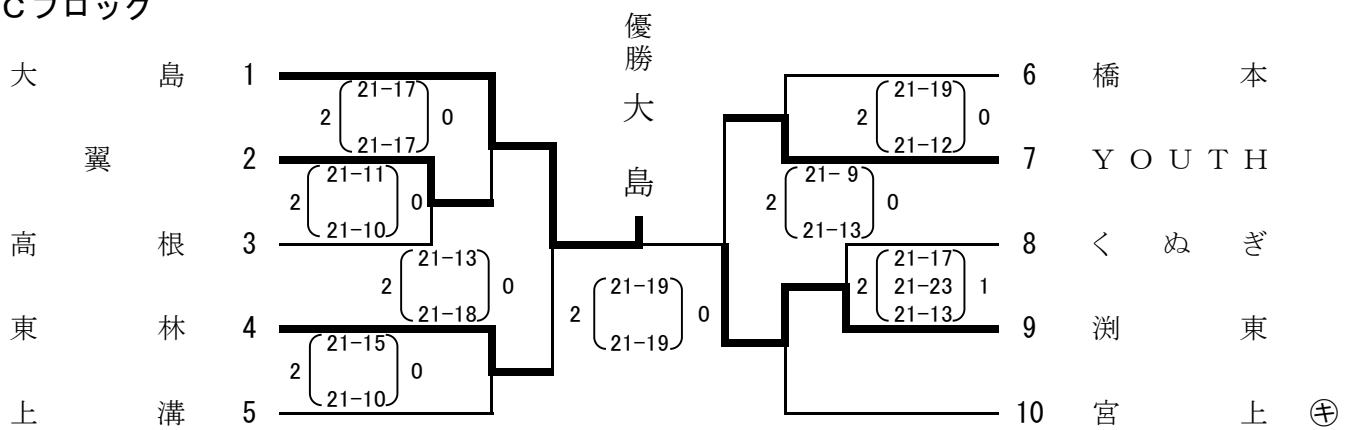 Cブロック
優勝 大島
大島 1
翼 2
高根 3
東林 4
上溝 5
6 橋本
7 YOUTH
8 くぬぎ
9 渕東
10 宮上 ㋖
2 21-17 0
21-17
2 21-11 0
21-10
2 21-13 0
21-18
2 21-15 0
21-10
2 21-19 0
21-19
2 21-19 0
21-12
2 21- 9 0
21-13
21-17
2 21-23 1
21-13